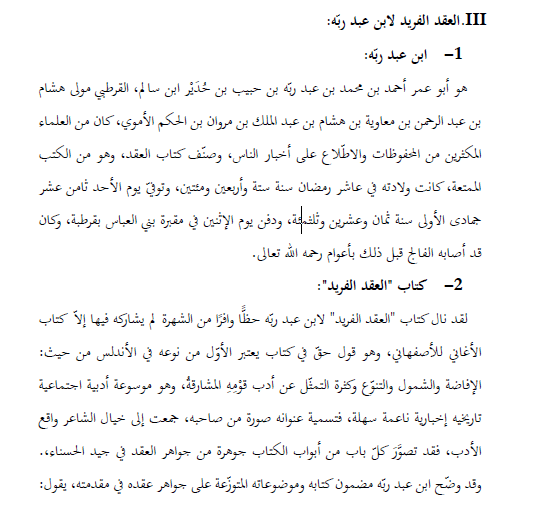 III.العقد الفريد لابن عبد ربّه:
1– ابن عبد ربّه:
هو أبو عمر أحمد بن محمد بن عبد ربّه بن حبيب بن حُدَيْر ابن سالم، القرطبي مولى هشام
بن عبد الرحمن بن معاوية بن هشام بن عبد الملك بن مروان بن الحكم الأموي، كان من العلماء
المكثرين من المحفوظات والاطّلاع على أخبار الناس، وصنّف كتاب العقد، وهو من الكتب
الممتعة، كانت ولادته في عاشر رمضان سنة ستة وأربعين ومئتين، وتوفيّ يوم الأحد ثامن عشر
جمادى الأولى سنة ثمان وعشرين وثلثمئة، ودفن يوم الإثنين في مقبرة بني العباس بقرطبة، وكان
قد أصابه الفالج قبل ذلك بأعوام رحمه الله تعالى.
2– كتاب "العقد الفريد":
لقد نال كتاب "العقد الفريد" لابن عبد ربّه حظًّا وافرًا من الشهرة لم يشاركه فيها إلاّ كتاب
الأغاني للأصفهاني، وهو قول حقّ في كتاب يعتبر الأوّل من نوعه في الأندلس من حيث:
الإفاضة والشمول والتنوّع وكثرة التمثّل عن أدب قوْمِهِ المشارقةُ، وهو موسوعة أدبية اجتماعية
تاريخيه إخبارية ناعمة سهلة، فتسمية عنوانه صورة من صاحبه، جمعت إلى خيال الشاعر واقع
الأدب، فقد تصوَّرَ كلّ باب من أبواب الكتاب جوهرة من جواهر العقد في جيد الحسناء،.
وقد وضّح ابن عبد ربّه مضمون كتابه وموضوعاته المتوزّعة على جواهر عقده في مقدمته، يقول: